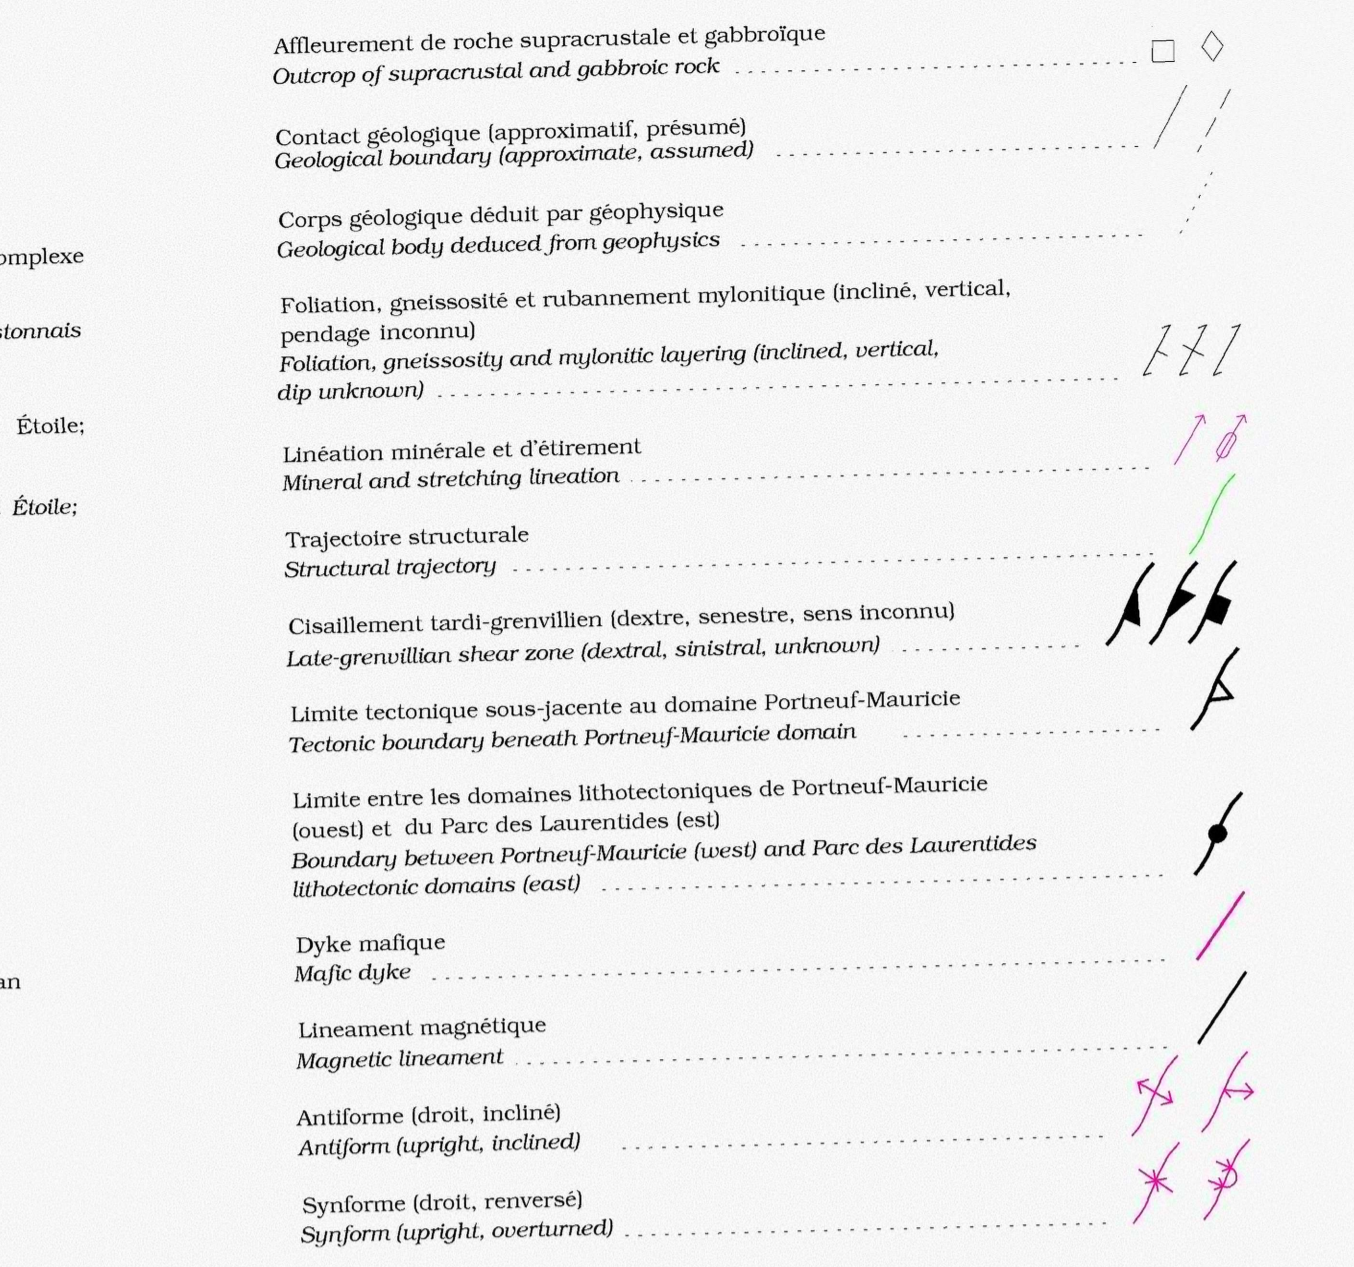 Affleurement de roche supracrustale et gabbroïque
Outcrop of supracrustal and gabbroic rock
Contact géologique (approximatif, présumé)
Geological boundary (approximate, assumed)
Corps géologique déduit par géophysique
Geological body deduced from geophysics
Foliation, gneissosité et rubannement mylonitique (incliné, vertical,
pendage inconnu)
Foliation, gneissosity and mylonitic layering (inclined, vertical,
dip unknown)
Linéation minérale et d'étirement
Mineral and stretching lineation
Trajectoire structurale
Structural trajectory
Cisaillement tardi-grenvillien (dextre, senestre, sens inconnu)
Late-grenvillian shear zone (dextral, sinistral, unknown)
Limite tectonique sous-jacente au domaine Portneuf-Mauricie
Tectonic boundary beneath Portneuf-Mauricie domain
Limite entre les domaines lithotectoniques de Portneuf-Mauricie
(ouest) et du Parc des Laurentides (est)
Boundary between Portneuf-Mauricie (west) and Parc des Laurentides
lithotectonic domains (east)
Dyke mafique
Mafic dyke
Lineament magnétique
Magnetic lineament
Antiforme (droit, incliné)
Antiform (upright, inclined)
Synforme (droit, renversé)
Synform (upright, overturned)
omplexe
stonnais
Étoile;
Étoile;
an